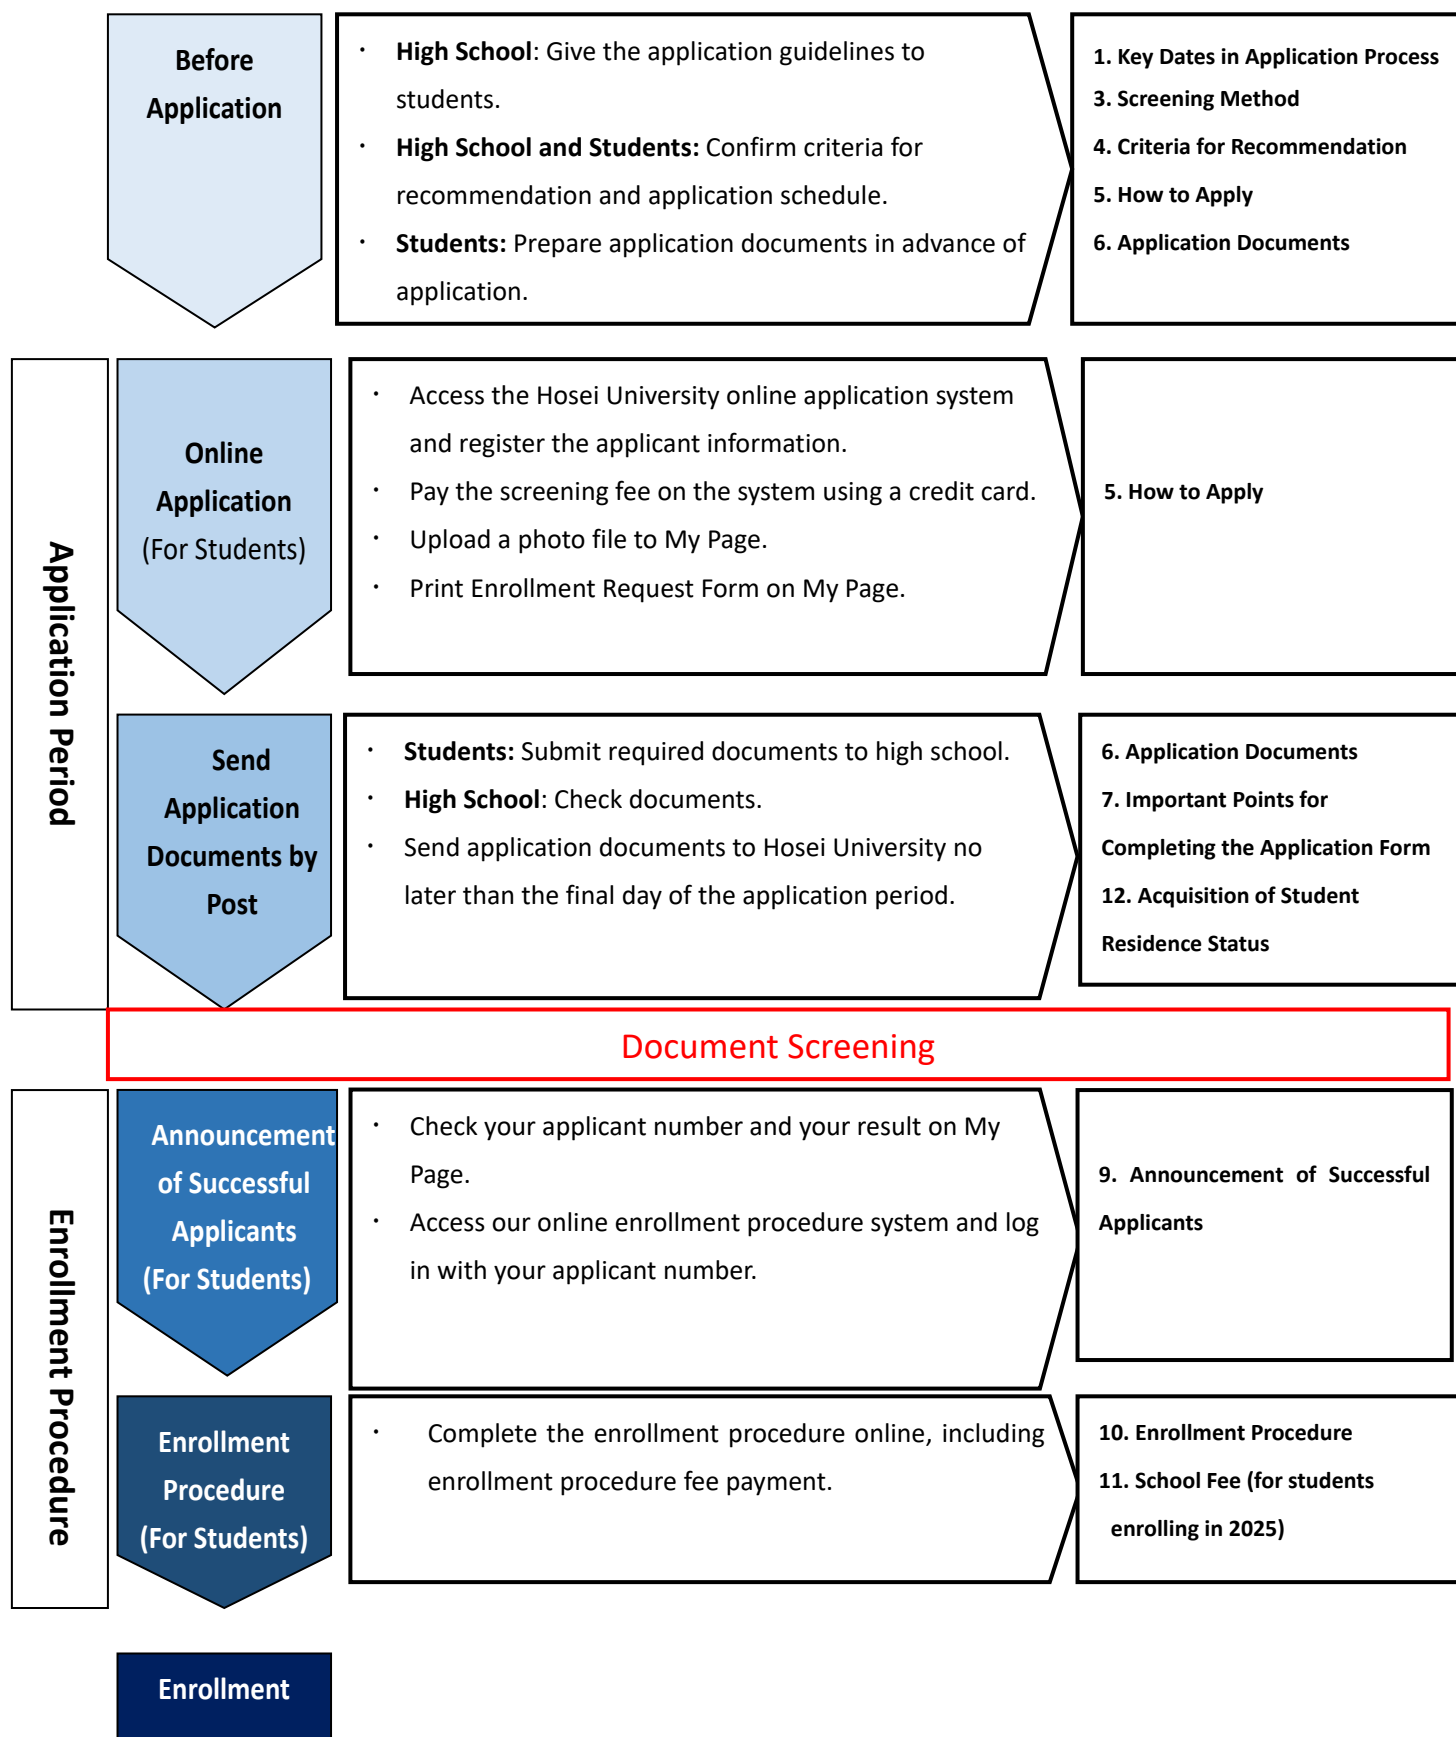 Before
Application
・ High School: Give the application guidelines to
students.
・ High School and Students: Confirm criteria for
recommendation and application schedule.
・ Students: Prepare application documents in advance of
application.
1. Key Dates in Application Process
3. Screening Method
4. Criteria for Recommendation
5. How to Apply
6. Application Documents
Application Period
Online
Application
(For Students)
・ Access the Hosei University online application system
and register the applicant information.
・ Pay the screening fee on the system using a credit card.
・ Upload a photo file to My Page.
・ Print Enrollment Request Form on My Page.
5. How to Apply
Send
Application
Documents by
Post
・ Students: Submit required documents to high school.
・ High School: Check documents.
・ Send application documents to Hosei University no
later than the final day of the application period.
6. Application Documents
7. Important Points for
Completing the Application Form
12. Acquisition of Student
Residence Status
Document Screening
Enrollment Procedure
Announcement
of Successful
Applicants
(For Students)
・ Check your applicant number and your result on My
Page.
・ Access our online enrollment procedure system and log
in with your applicant number.
9. Announcement of Successful
Applicants
Enrollment
Procedure
(For Students)
・ Complete the enrollment procedure online, including
enrollment procedure fee payment.
10. Enrollment Procedure
11. School Fee (for students
enrolling in 2025)
Enrollment